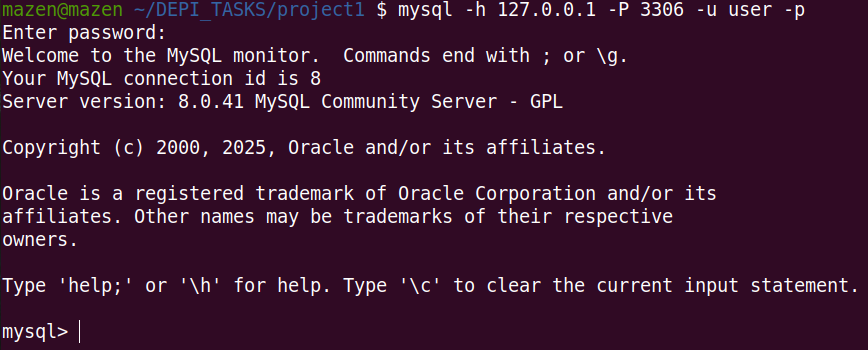 mazen@mazen ~/DEPI_TASKS/project1 $ mysql -h 127.0.0.1 -P 3306 -u user -p
Enter password:
Welcome to the MySQL monitor.  Commands end with ; or \g.
Your MySQL connection id is 8
Server version: 8.0.41 MySQL Community Server - GPL

Copyright (c) 2000, 2025, Oracle and/or its affiliates.

Oracle is a registered trademark of Oracle Corporation and/or its
affiliates. Other names may be trademarks of their respective
owners.

Type 'help;' or '\h' for help. Type '\c' to clear the current input statement.

mysql>